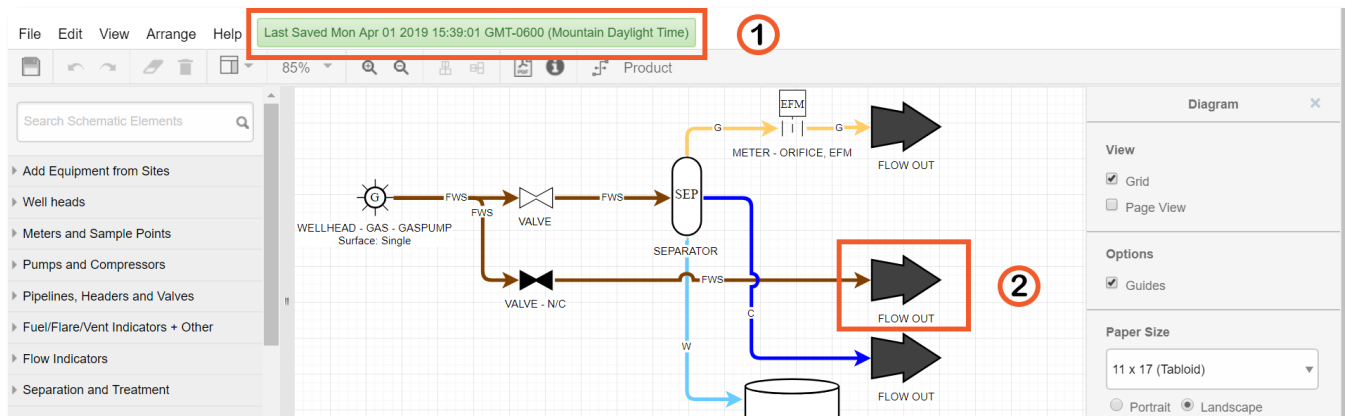 File Edit View Arrange Help Last Saved Mon Apr 01 2019 15:39:01 GMT-0600 (Mountain Daylight Time) 1
85% PDF Product
Search Schematic Elements
Add Equipment from Sites
Well heads
Meters and Sample Points
Pumps and Compressors
Pipelines, Headers and Valves
Fuel/Flare/Vent Indicators + Other
Flow Indicators
Separation and Treatment
EFM
G G
METER - ORIFICE, EFM
FLOW OUT
G FWS FWS SEP
FWS
VALVE
WELLHEAD - GAS - GASPUMP
Surface: Single
SEPARATOR
FWS
2
VALVE - N/C
FLOW OUT
C
W
FLOW OUT
Diagram
View
Grid
Page View
Options
Guides
Paper Size
11 x 17 (Tabloid)
Portrait Landscape